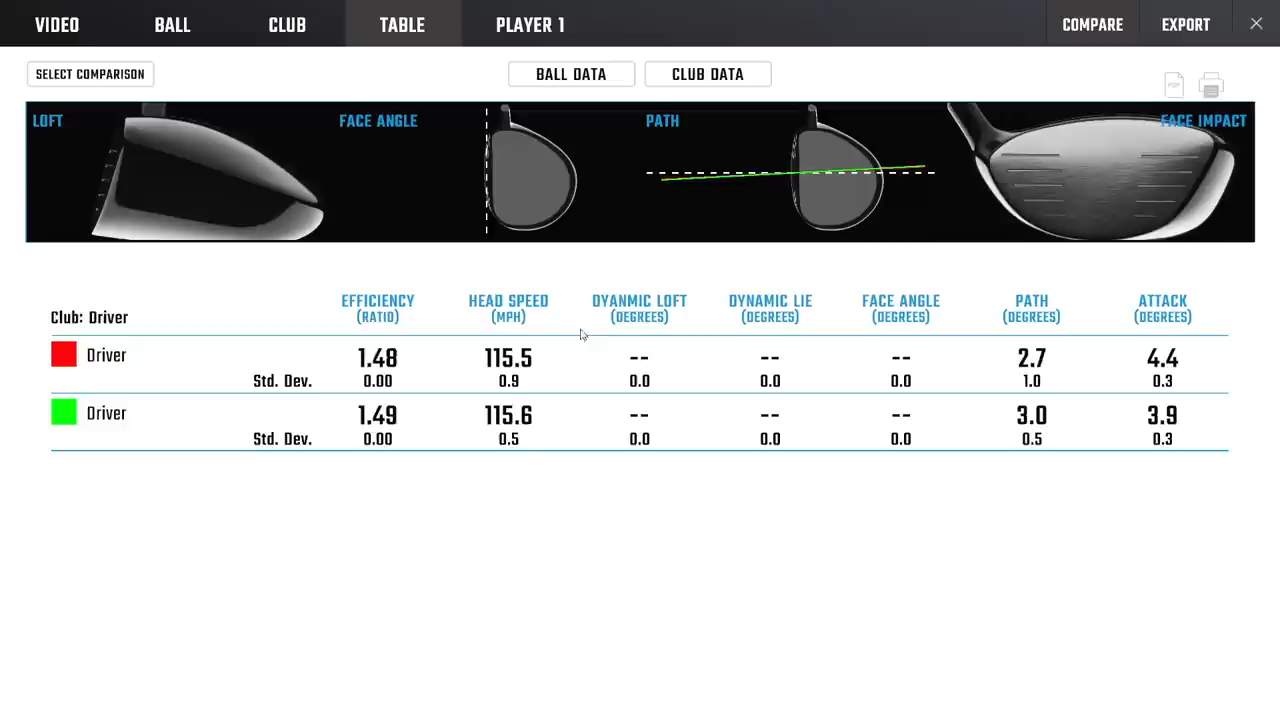 VIDEO BALL CLUB TABLE PLAYER 1 COMPARE EXPORT
SELECT COMPARISON BALL DATA CLUB DATA PDF
LOFT FACE ANGLE PATH FACE IMPACT
EFFICIENCY HEAD SPEED DYANMIC LOFT DYNAMIC LIE FACE ANGLE PATH ATTACK
Club: Driver (RATIO) (MPH) (DEGREES) (DEGREES) (DEGREES) (DEGREES) (DEGREES)
Driver 1.48 115.5 -- -- -- 2.7 4.4
Std. Dev. 0.00 0.9 0.0 0.0 0.0 1.0 0.3
Driver 1.49 115.6 -- -- -- 3.0 3.9
Std. Dev. 0.00 0.5 0.0 0.0 0.0 0.5 0.3